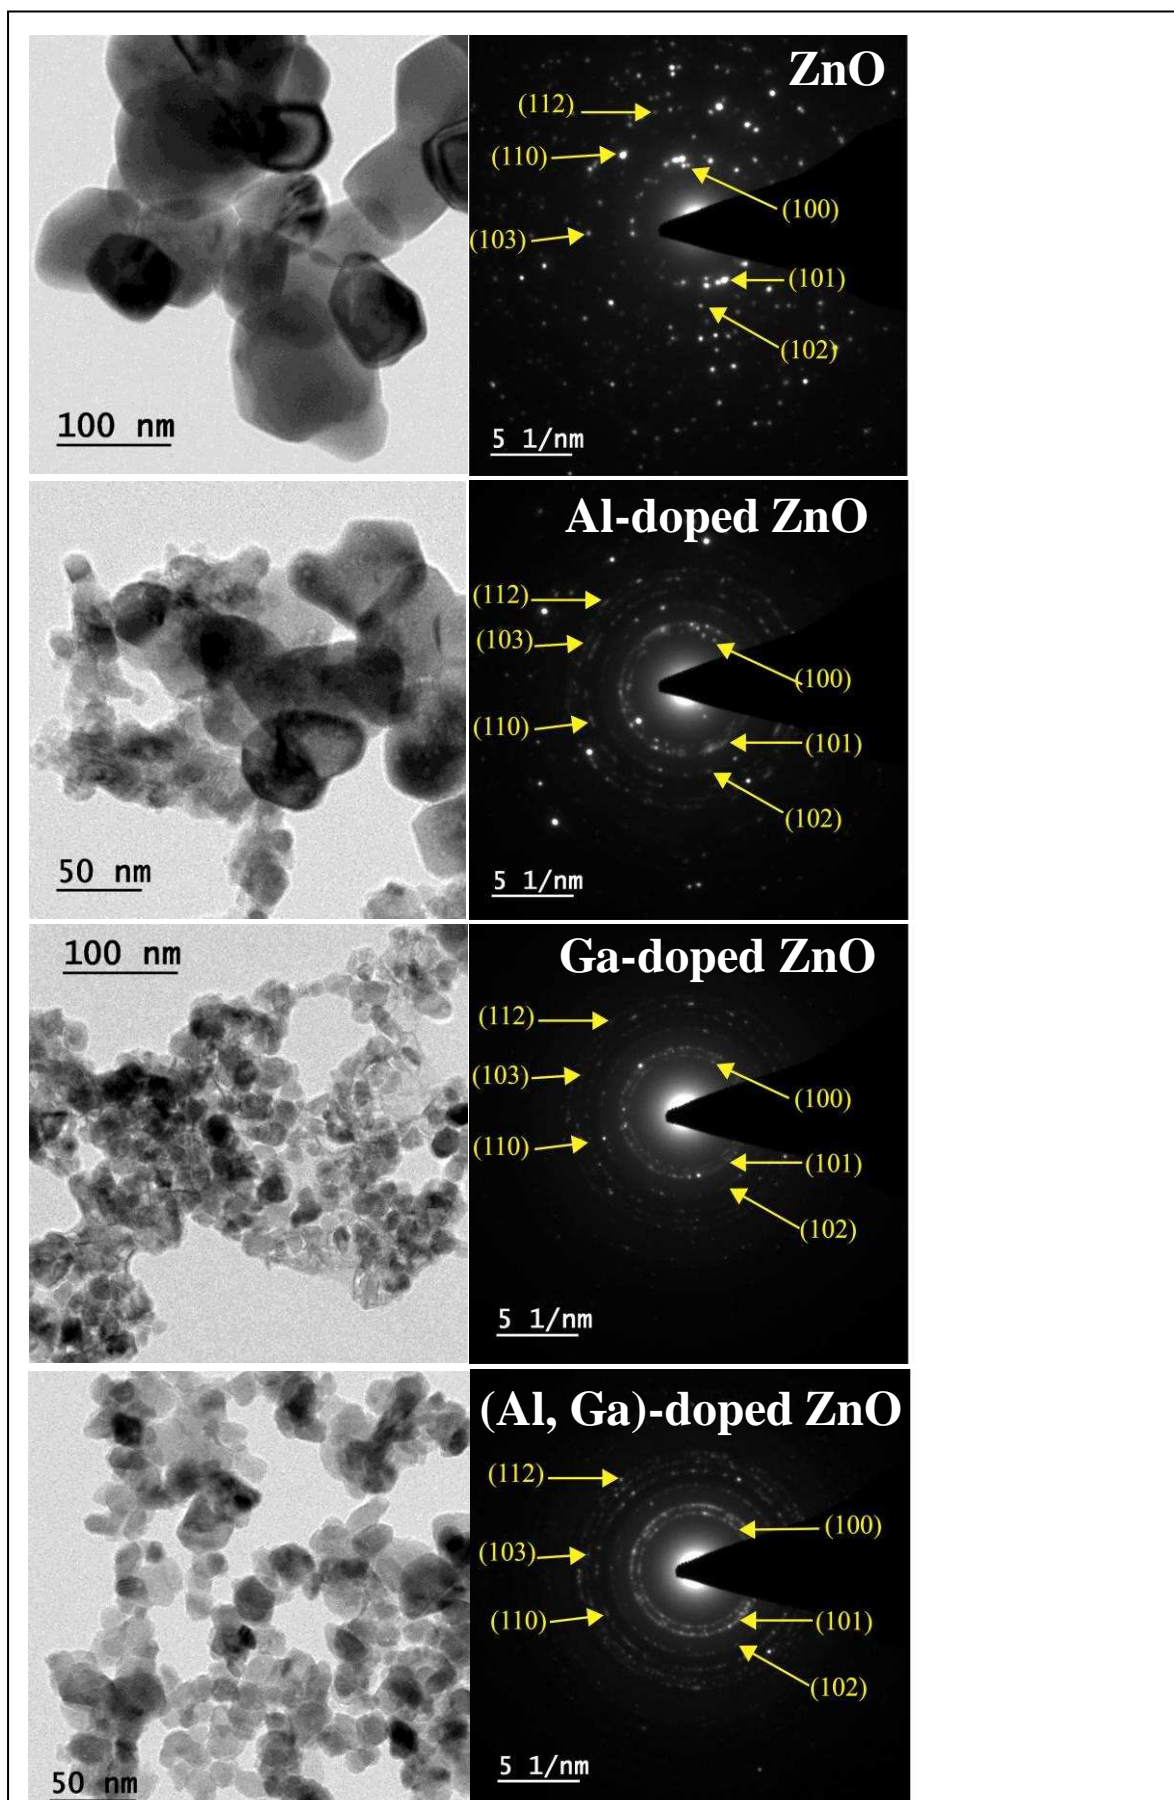 ZnO
(112)
(110)
(100)
(103)
(101)
(102)
100 nm
5 1/nm
Al-doped ZnO
(112)
(103)
(100)
(110)
(101)
(102)
50 nm
5 1/nm
100 nm
Ga-doped ZnO
(112)
(103)
(100)
(110)
(101)
(102)
5 1/nm
(Al, Ga)-doped ZnO
(112)
(100)
(103)
(110)
(101)
(102)
50 nm
5 1/nm